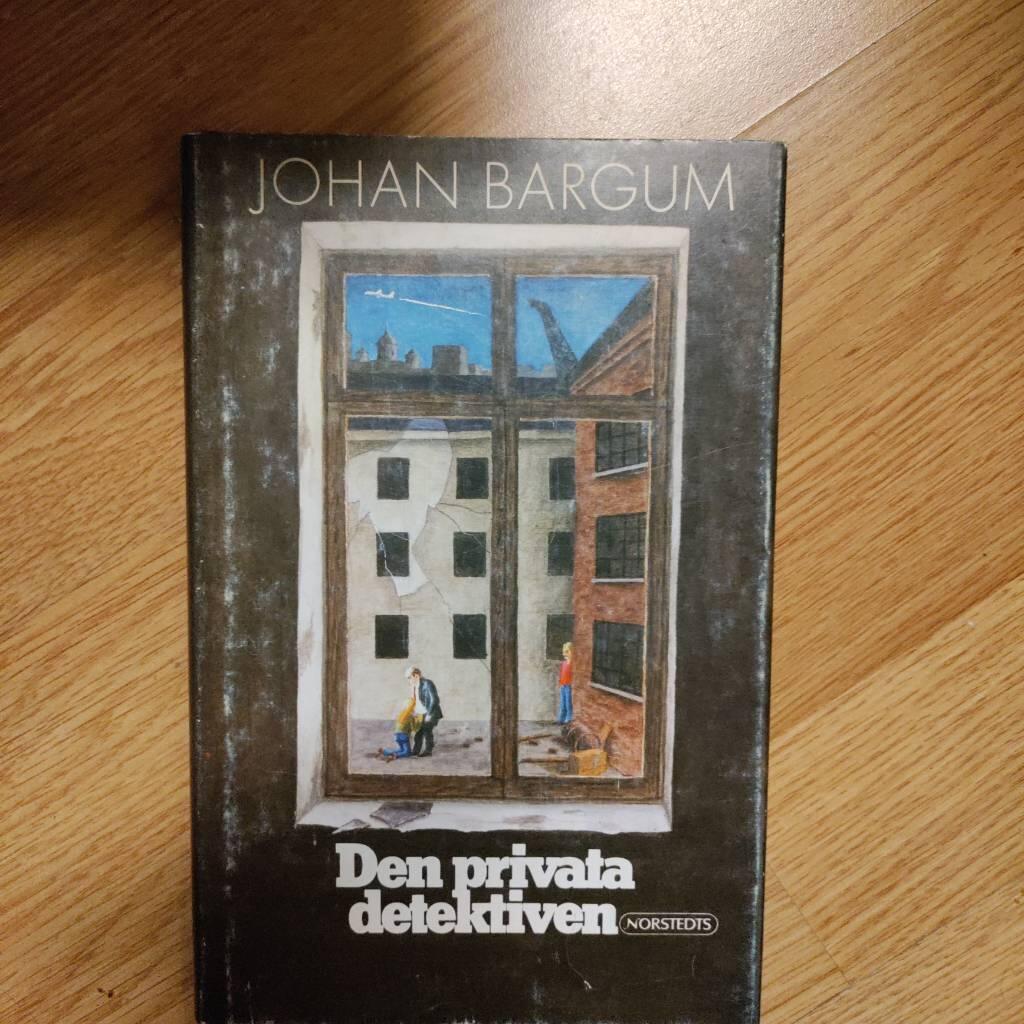 JOHAN BARGUM
Den privata
detektiven
NORSTEDTS